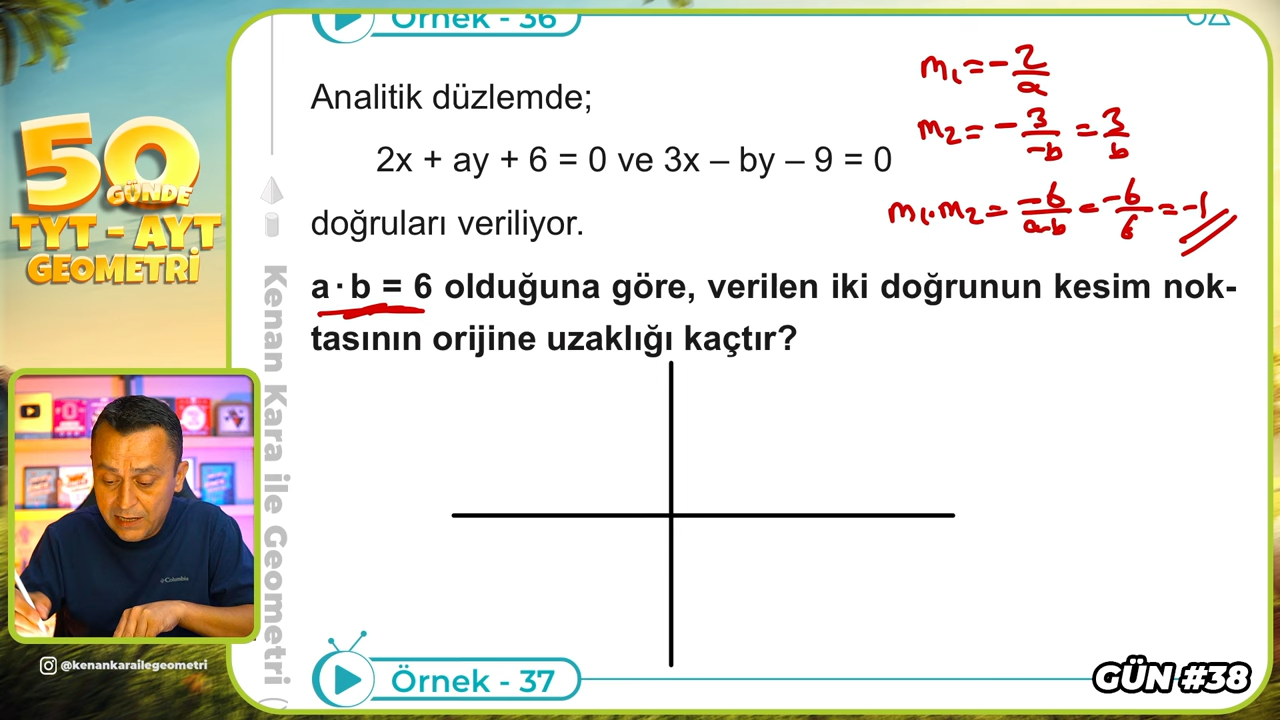 Örnek - 36
50
GÜNDE
TYT - AYT
GEOMETRİ
Analitik düzlemde;
2x + ay + 6 = 0 ve 3x – by – 9 = 0
doğruları veriliyor.
a · b = 6 olduğuna göre, verilen iki doğrunun kesim nok-
tasının orijine uzaklığı kaçtır?
m₁ = - 2/a
m₂ = - 3/-b = 3/b
m₁.m₂ = -6/a.b = -6/6 = -1
Kenan Kara ile Geometri (
Columbia
@kenankarailegeometri
Örnek - 37
GÜN #38